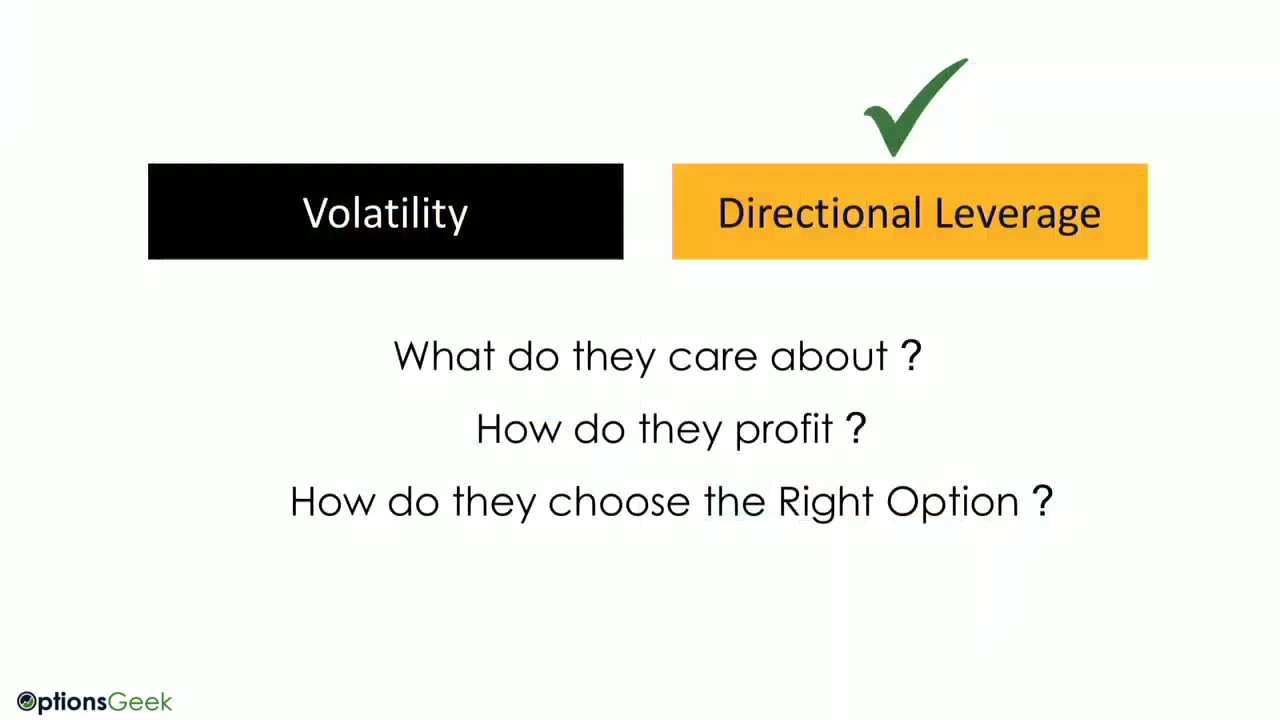 Volatility
Directional Leverage
What do they care about ?
How do they profit ?
How do they choose the Right Option ?
OptionsGeek